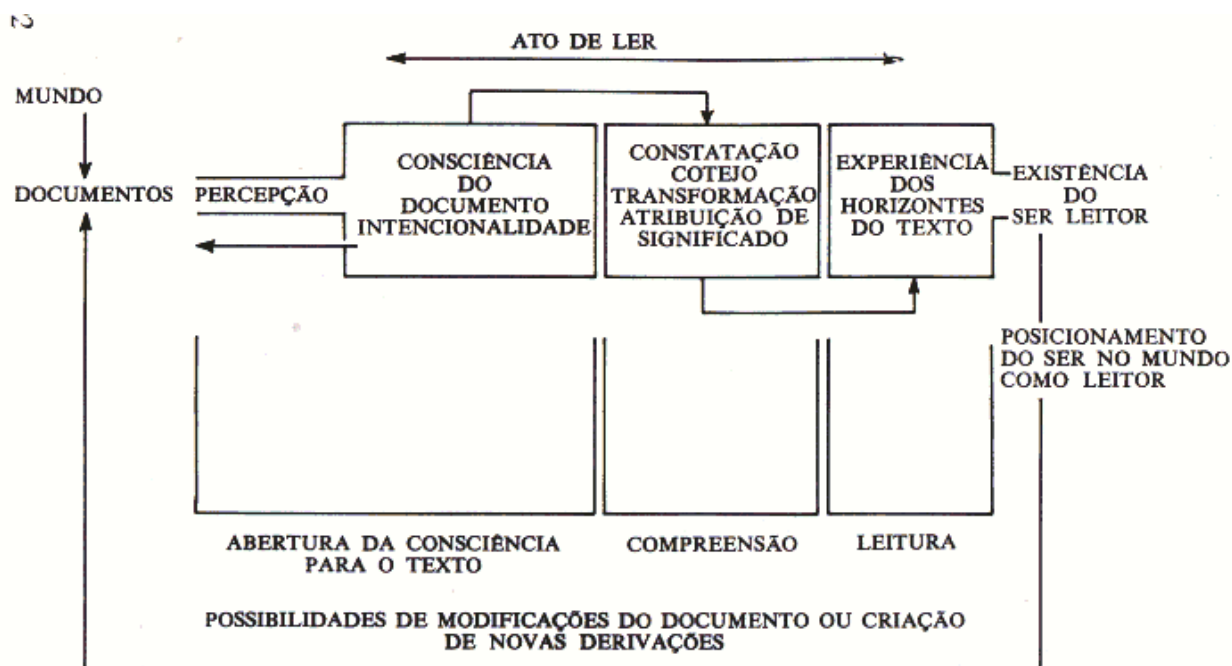 ATO DE LER
MUNDO
DOCUMENTOS
PERCEPÇÃO
CONSCIÊNCIA
DO
DOCUMENTO
INTENCIONALIDADE
CONSTATAÇÃO
COTEJO
TRANSFORMAÇÃO
ATRIBUIÇÃO DE
SIGNIFICADO
EXPERIÊNCIA
DOS
HORIZONTES
DO TEXTO
EXISTÊNCIA
DO
SER LEITOR
POSICIONAMENTO
DO SER NO MUNDO
COMO LEITOR
ABERTURA DA CONSCIÊNCIA
PARA O TEXTO
COMPREENSÃO
LEITURA
POSSIBILIDADES DE MODIFICAÇÕES DO DOCUMENTO OU CRIAÇÃO
DE NOVAS DERIVAÇÕES